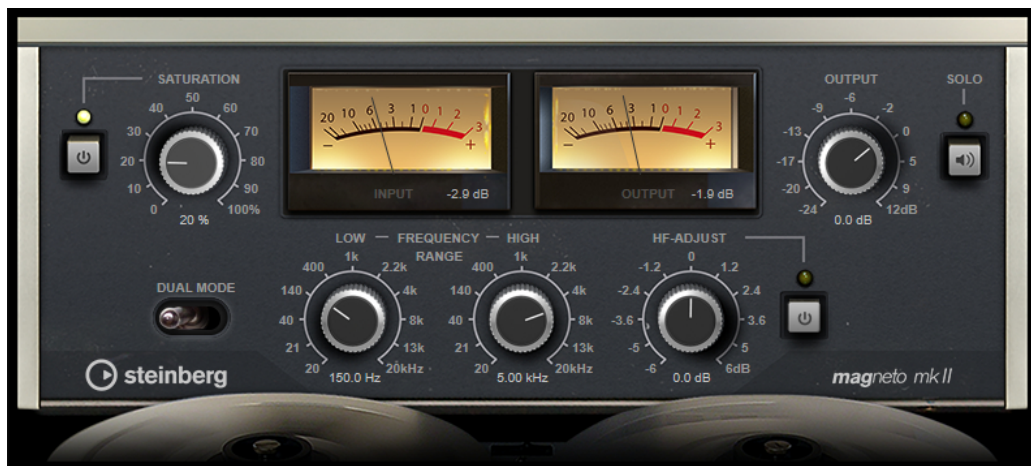 SATURATION
0 10 20 30 40 50 60 70 80 90 100%
20 %
20 10 6 3 1 0 1 2 3
- +
INPUT -2.9 dB
20 10 6 3 1 0 1 2 3
- +
OUTPUT -1.9 dB
OUTPUT
-24 -20 -17 -13 -9 -6 -2 0 5 9 12dB
0.0 dB
SOLO
DUAL MODE
LOW — FREQUENCY RANGE — HIGH
20 21 40 140 400 1k 2.2k 4k 8k 13k 20kHz
150.0 Hz
20 21 40 140 400 1k 2.2k 4k 8k 13k 20kHz
5.00 kHz
HF-ADJUST
-6 -5 -3.6 -2.4 -1.2 0 1.2 2.4 3.6 5 6dB
0.0 dB
steinberg
magneto mkII